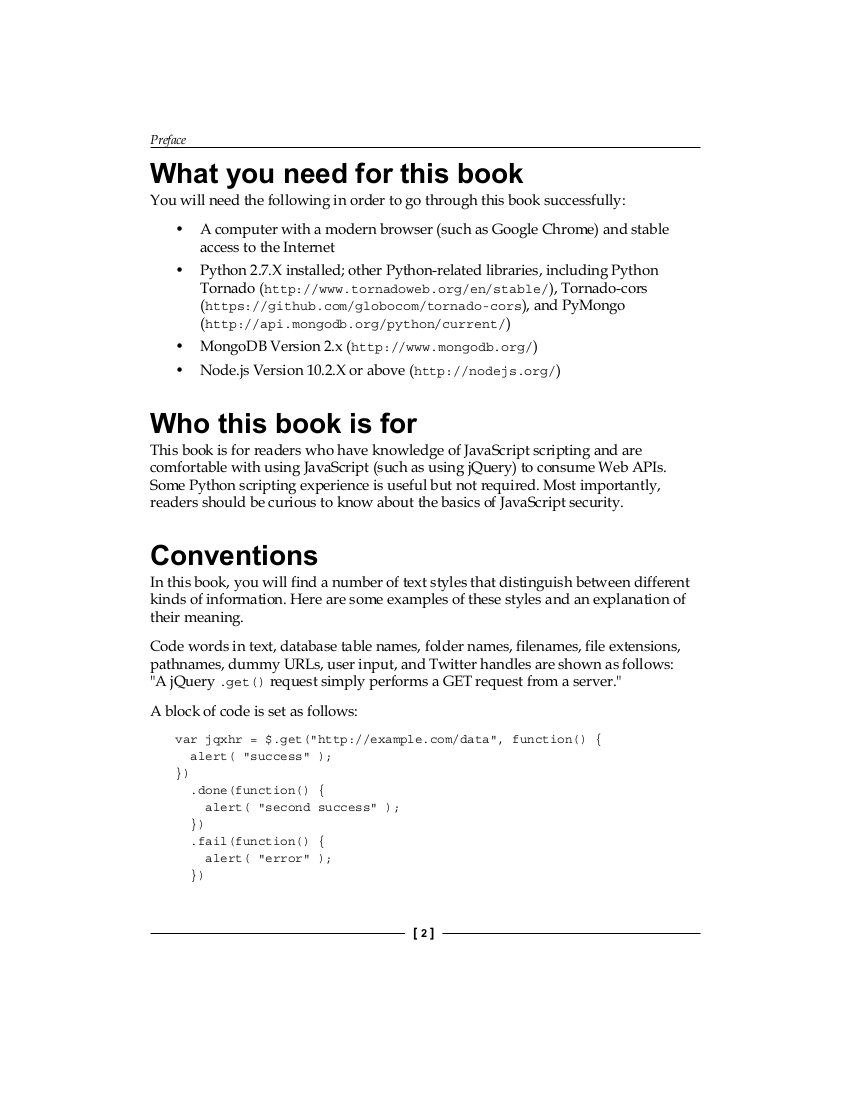 Preface
What you need for this book
You will need the following in order to go through this book successfully:
• A computer with a modern browser (such as Google Chrome) and stable
access to the Internet
• Python 2.7.X installed; other Python-related libraries, including Python
Tornado (http://www.tornadoweb.org/en/stable/), Tornado-cors
(https://github.com/globocom/tornado-cors), and PyMongo
(http://api.mongodb.org/python/current/)
• MongoDB Version 2.x (http://www.mongodb.org/)
• Node.js Version 10.2.X or above (http://nodejs.org/)
Who this book is for
This book is for readers who have knowledge of JavaScript scripting and are
comfortable with using JavaScript (such as using jQuery) to consume Web APIs.
Some Python scripting experience is useful but not required. Most importantly,
readers should be curious to know about the basics of JavaScript security.
Conventions
In this book, you will find a number of text styles that distinguish between different
kinds of information. Here are some examples of these styles and an explanation of
their meaning.
Code words in text, database table names, folder names, filenames, file extensions,
pathnames, dummy URLs, user input, and Twitter handles are shown as follows:
"A jQuery .get() request simply performs a GET request from a server."
A block of code is set as follows:
var jqxhr = $.get("http://example.com/data", function() {
  alert( "success" );
})
  .done(function() {
    alert( "second success" );
  })
  .fail(function() {
    alert( "error" );
  })
[ 2 ]